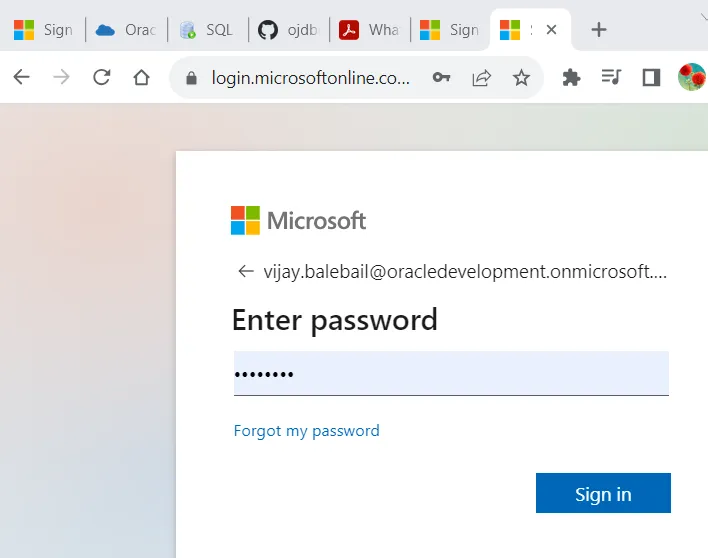 Sign
Orac
SQL
ojdb
Wha
Sign
login.microsoftonline.co...
Microsoft
vijay.balebail@oracledevelopment.onmicrosoft....
Enter password
••••••••
Forgot my password
Sign in